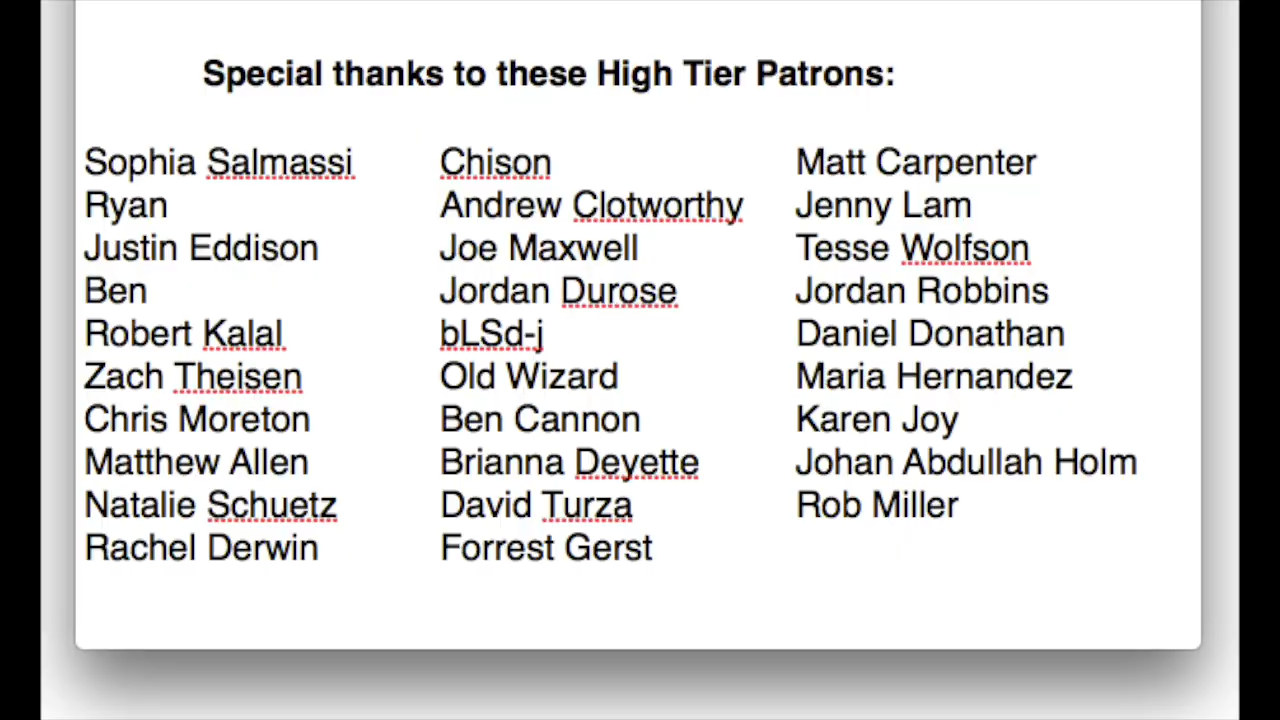 Special thanks to these High Tier Patrons:
Sophia Salmassi
Ryan
Justin Eddison
Ben
Robert Kalal
Zach Theisen
Chris Moreton
Matthew Allen
Natalie Schuetz
Rachel Derwin
Chison
Andrew Clotworthy
Joe Maxwell
Jordan Durose
bLSd-j
Old Wizard
Ben Cannon
Brianna Deyette
David Turza
Forrest Gerst
Matt Carpenter
Jenny Lam
Tesse Wolfson
Jordan Robbins
Daniel Donathan
Maria Hernandez
Karen Joy
Johan Abdullah Holm
Rob Miller